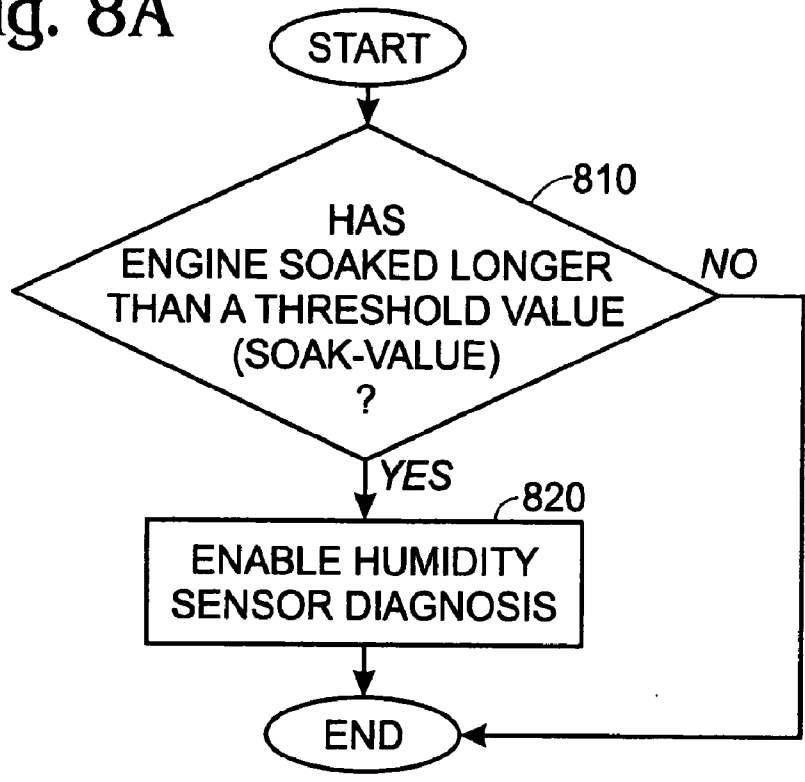 ig. 8A
START
810
HAS
ENGINE SOAKED LONGER
THAN A THRESHOLD VALUE
(SOAK-VALUE)
?
NO
YES
820
ENABLE HUMIDITY
SENSOR DIAGNOSIS
END